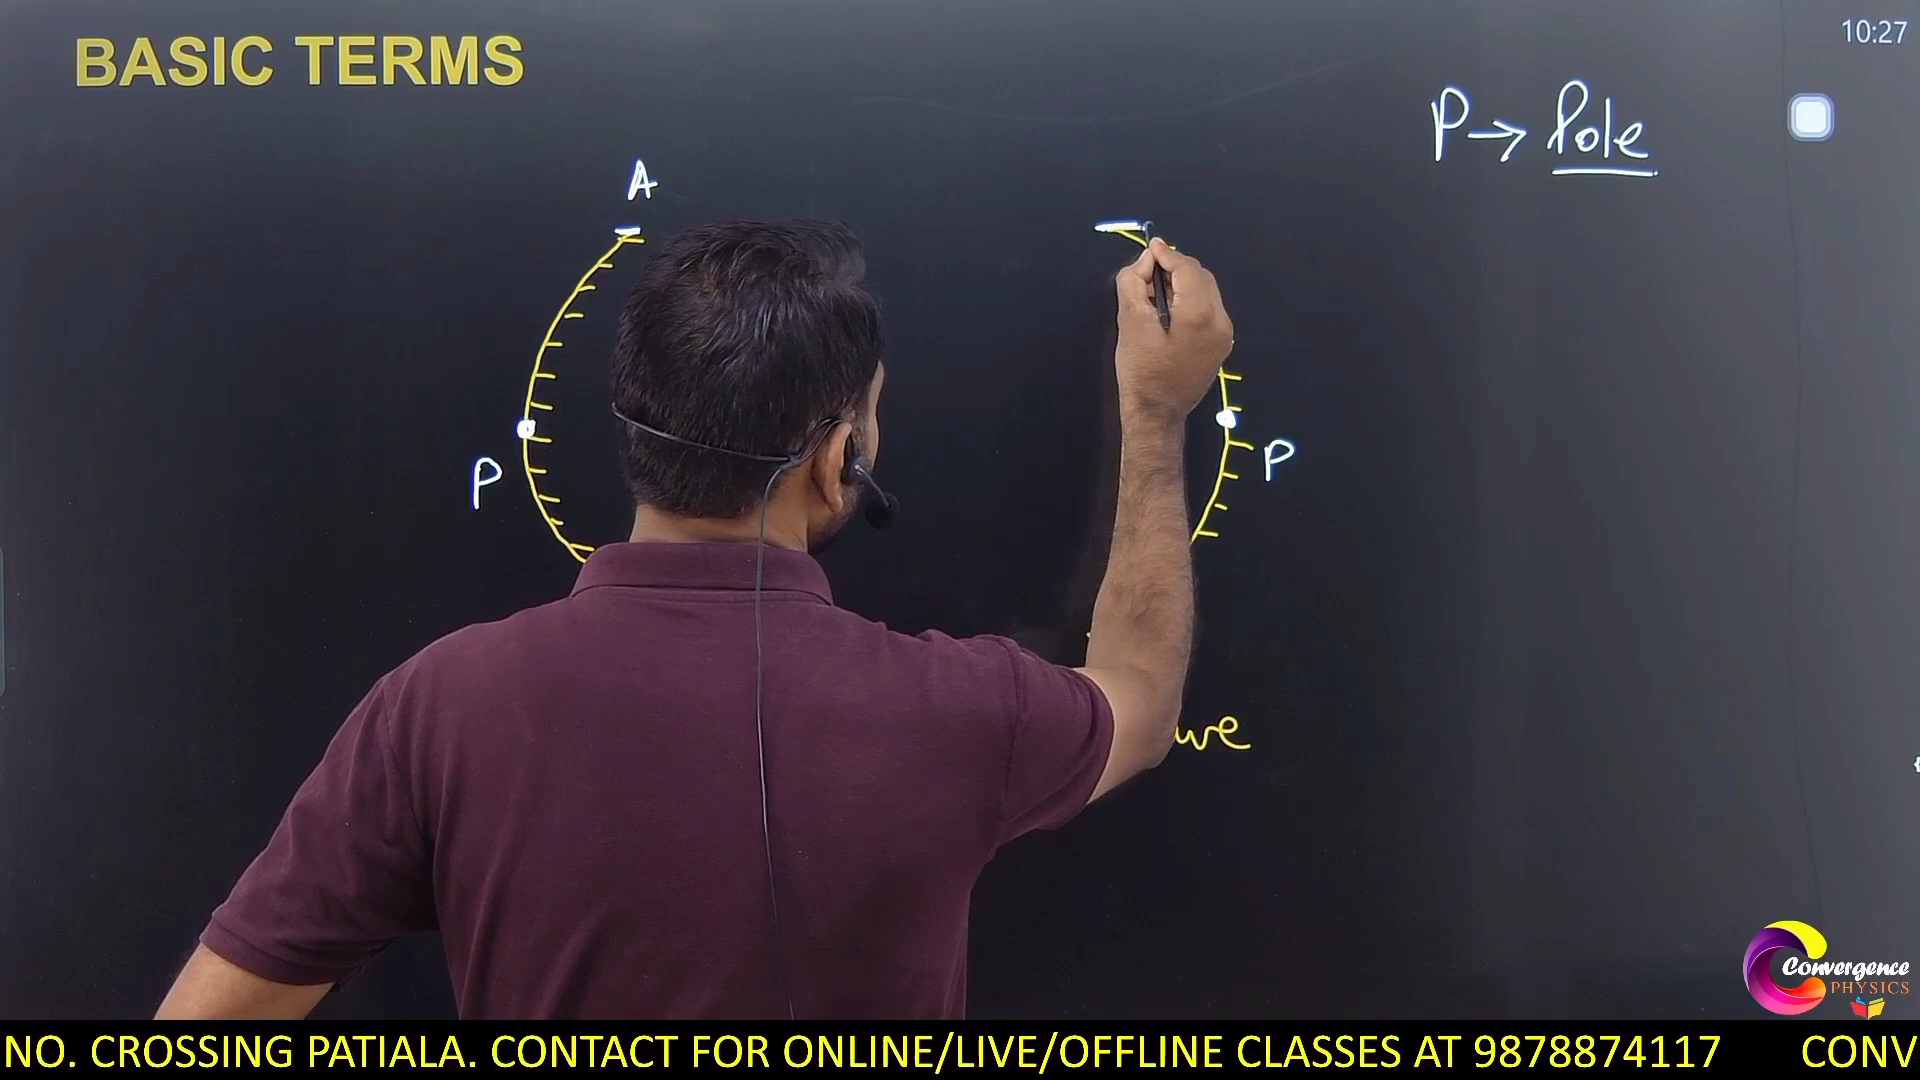 BASIC TERMS
10:27
P → Pole
A
P
P
Convergence
PHYSICS
NO. CROSSING PATIALA. CONTACT FOR ONLINE/LIVE/OFFLINE CLASSES AT 9878874117 CONV